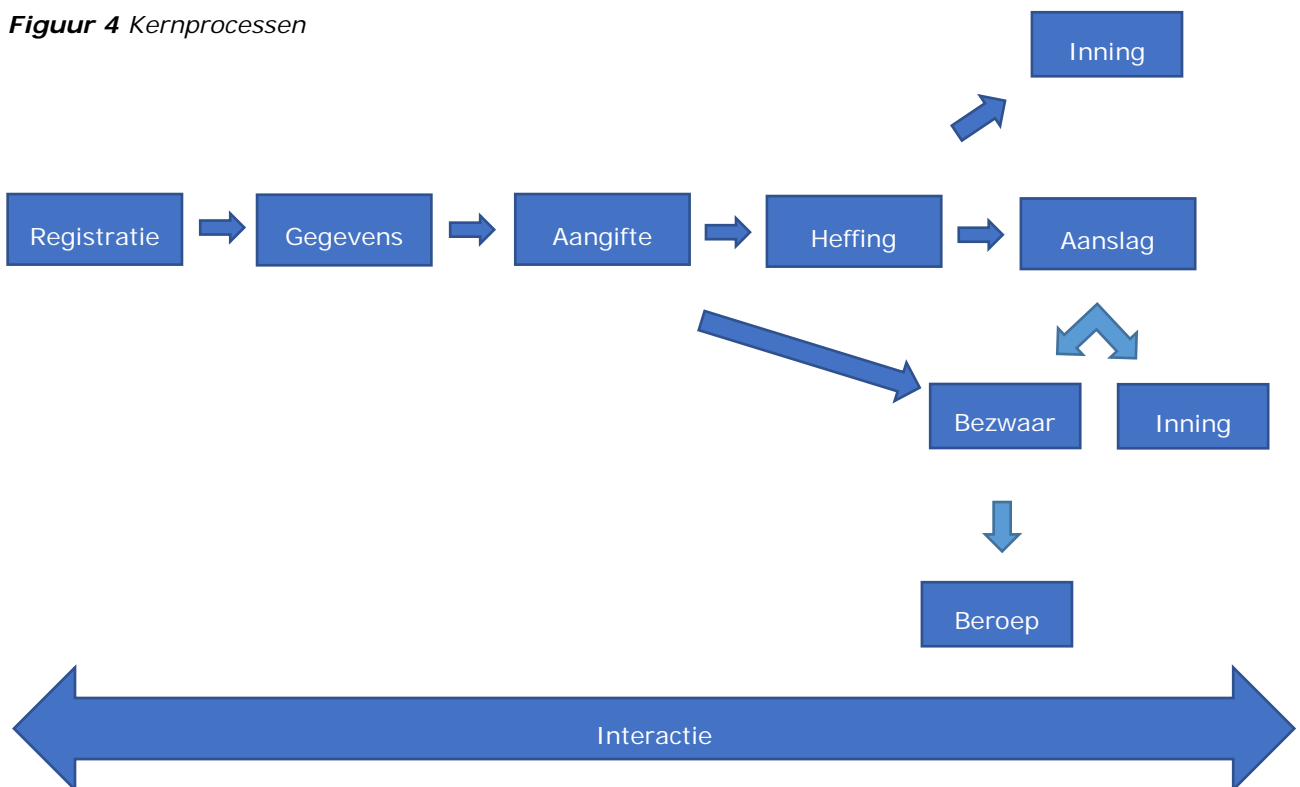 Figuur 4 Kernprocessen
Inning
Registratie
Gegevens
Aangifte
Heffing
Aanslag
Bezwaar
Inning
Beroep
Interactie